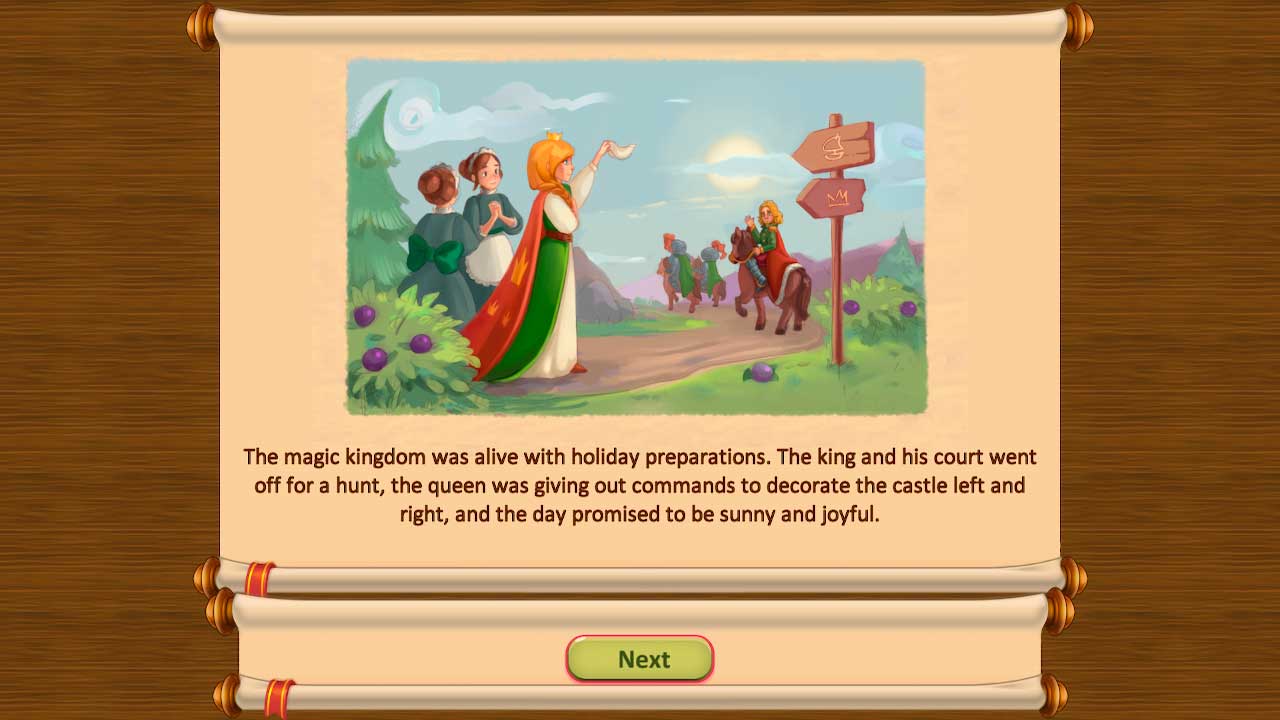 The magic kingdom was alive with holiday preparations. The king and his court went
off for a hunt, the queen was giving out commands to decorate the castle left and
right, and the day promised to be sunny and joyful.
Next